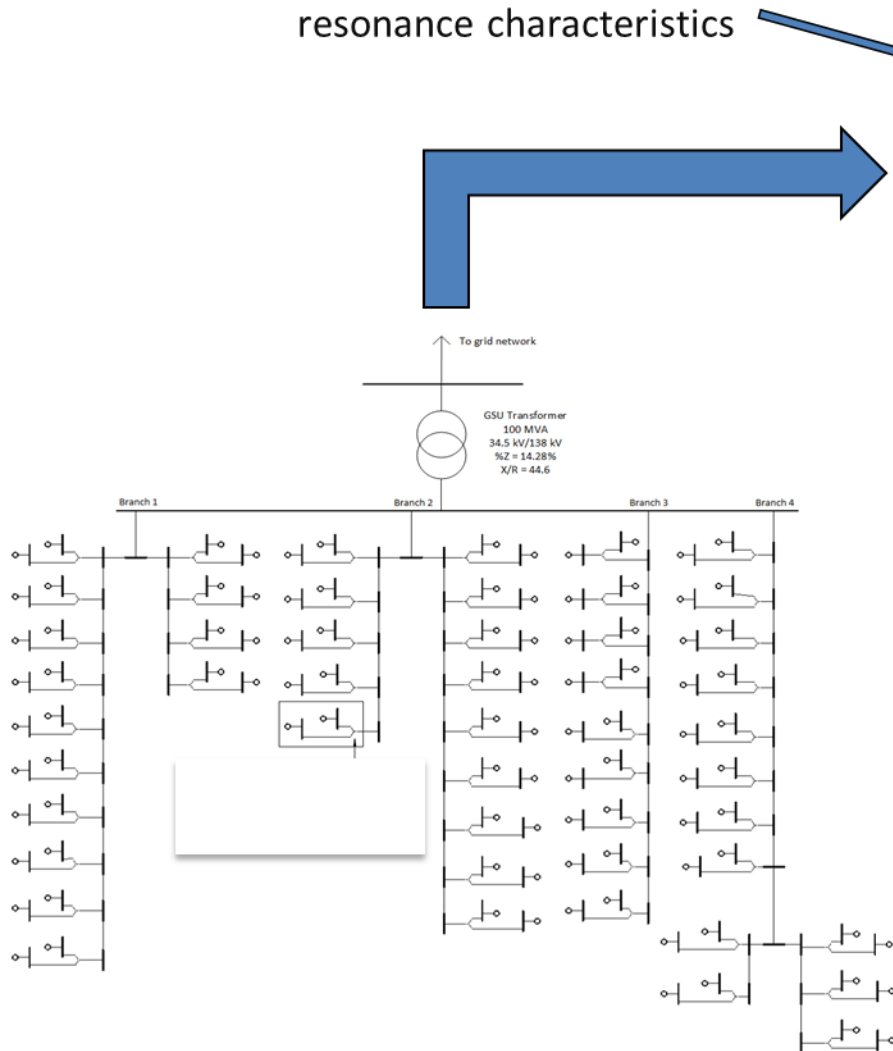 resonance characteristics
To grid network
GSU Transformer
100 MVA
34.5 kV/138 kV
%Z = 14.28%
X/R = 44.6
Branch 1
Branch 2
Branch 3
Branch 4